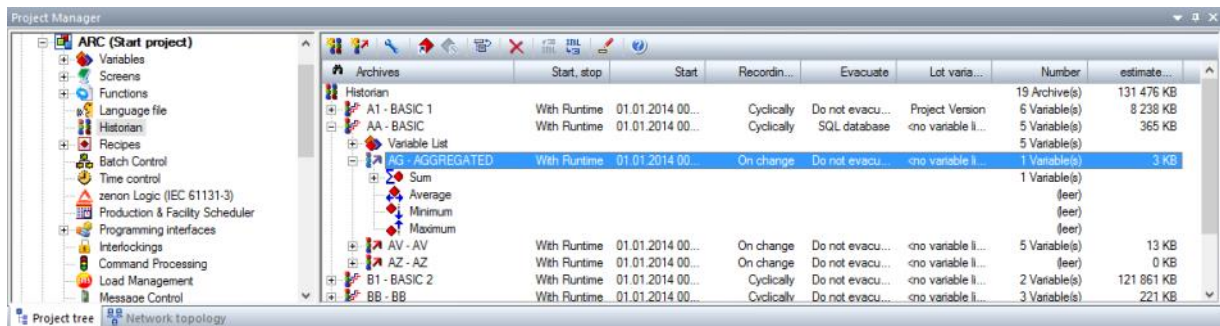 Project Manager
ARC (Start project)
Variables
Screens
Functions
Language file
Historian
Recipes
Batch Control
Time control
zenon Logic (IEC 61131-3)
Production & Facility Scheduler
Programming interfaces
Interlockings
Command Processing
Load Management
Message Control
Archives Start, stop Start Recordin... Evacuate Lot varia... Number estimate...
Historian 19 Archive(s) 131 476 KB
A1 - BASIC 1 With Runtime 01.01.2014 00... Cyclically Do not evacu... Project Version 6 Variable(s) 8 238 KB
AA - BASIC With Runtime 01.01.2014 00... Cyclically SQL database <no variable li... 5 Variable(s) 365 KB
Variable List 5 Variable(s)
AG - AGGREGATED With Runtime 01.01.2014 00... On change Do not evacu... <no variable li... 1 Variable(s) 3 KB
Sum 1 Variable(s)
Average (leer)
Minimum (leer)
Maximum (leer)
AV - AV With Runtime 01.01.2014 00... On change Do not evacu... <no variable li... 5 Variable(s) 13 KB
AZ - AZ With Runtime 01.01.2014 00... On change Do not evacu... <no variable li... (leer) 0 KB
B1 - BASIC 2 With Runtime 01.01.2014 00... Cyclically Do not evacu... <no variable li... 2 Variable(s) 121 861 KB
BB - BB With Runtime 01.01.2014 00... Cyclically Do not evacu... <no variable li... 3 Variable(s) 221 KB
Project tree Network topology